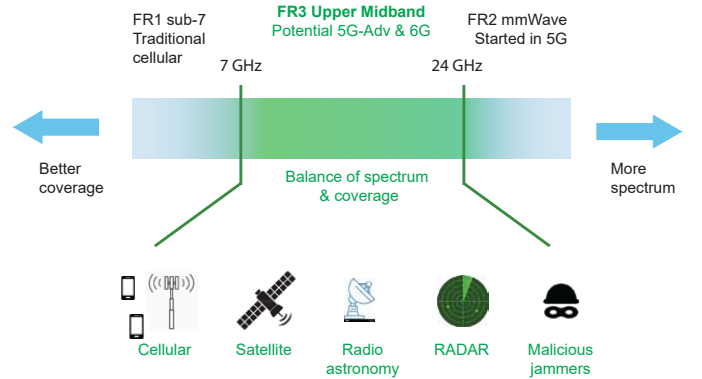 FR1 sub-7
Traditional
cellular
FR3 Upper Midband
Potential 5G-Adv & 6G
FR2 mmWave
Started in 5G
7 GHz
24 GHz
Better
coverage
Balance of spectrum
& coverage
More
spectrum
Cellular
Satellite
Radio
astronomy
RADAR
Malicious
jammers